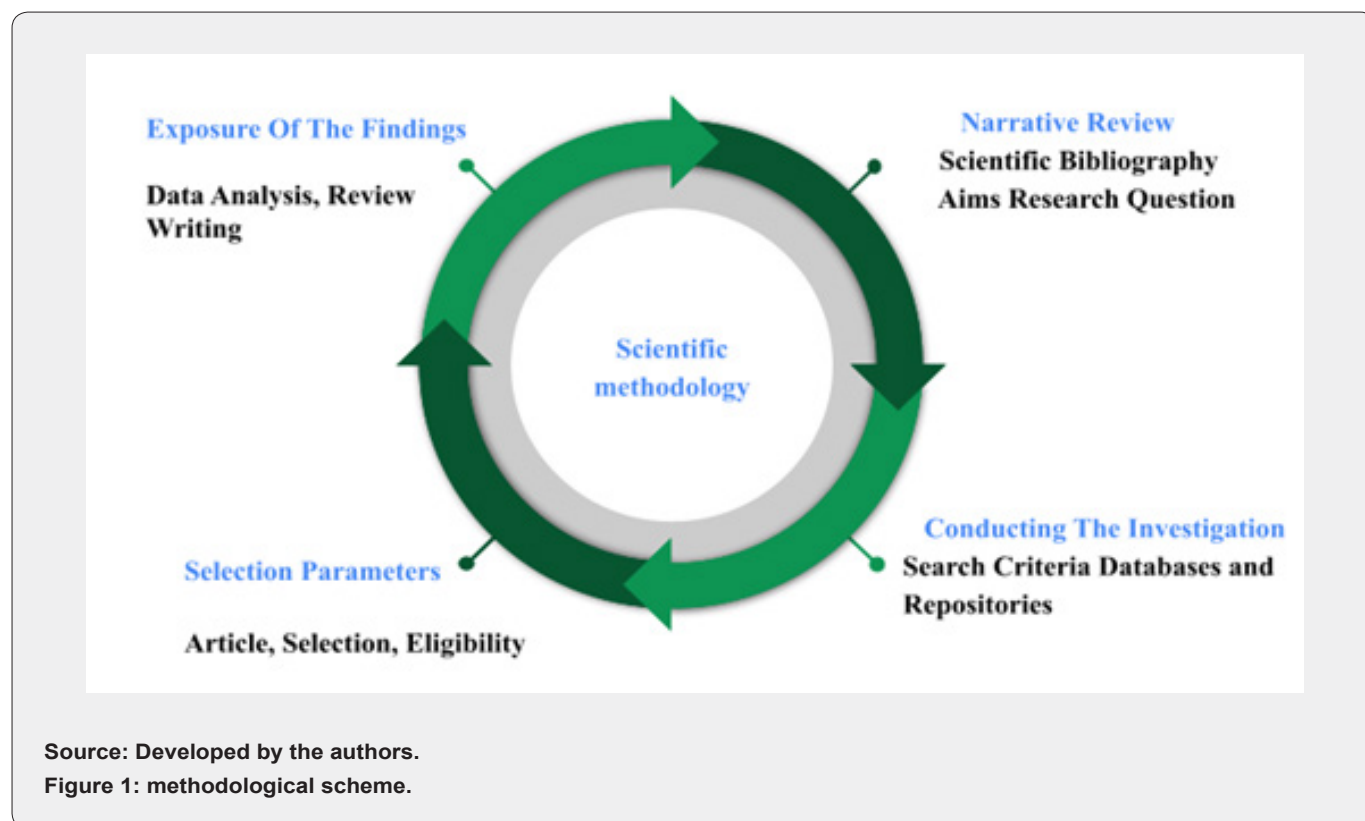 Exposure Of The Findings
Data Analysis, Review
Writing
Narrative Review
Scientific Bibliography
Aims Research Question
Scientific
methodology
Selection Parameters
Article, Selection, Eligibility
Conducting The Investigation
Search Criteria Databases and
Repositories
Source: Developed by the authors.
Figure 1: methodological scheme.